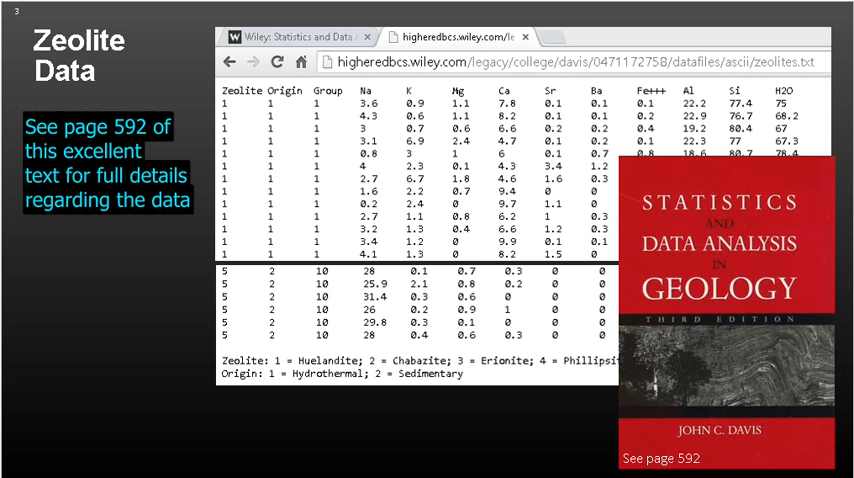 3
Zeolite
Data
See page 592 of
this excellent
text for full details
regarding the data
Wiley: Statistics and Data
highered­bcs.wiley.com/le
higheredbcs.wiley.com/legacy/college/davis/0471172758/datafiles/ascii/zeolites.txt
Zeolite Origin Group Na K Mg Ca Sr Ba Fe+++ Al Si H2O
1 1 1 3.6 0.9 1.1 7.8 0.1 0.1 0.1 22.2 77.4 75
1 1 1 4.3 0.6 1.1 8.2 0.1 0.1 0.2 22.9 76.7 68.2
1 1 1 3 0.7 0.6 6.6 0.2 0.2 0.4 19.2 80.4 67
1 1 1 3.1 6.9 2.4 4.7 0.1 0.2 0.1 22.3 77 67.3
1 1 1 0.8 3 1 6 0.1 0.7 0.8 18.6 80.7 78.4
1 1 1 4 2.3 0.1 4.3 3.4 1.2
1 1 1 2.7 6.7 1.8 4.6 1.6 0.3
1 1 1 1.6 2.2 0.7 9.4 0 0
1 1 1 0.2 2.4 0 9.7 1.1 0
1 1 1 2.7 1.1 0.8 6.2 1 0.3
1 1 1 3.2 1.3 0.4 6.6 1.2 0.3
1 1 1 3.4 1.2 0 9.9 0.1 0.1
1 1 1 4.1 1.3 0 8.2 1.5 0
5 2 10 28 0.1 0.7 0.3 0 0
5 2 10 25.9 2.1 0.8 0.2 0 0
5 2 10 31.4 0.3 0.6 0 0 0
5 2 10 26 0.2 0.9 1 0 0
5 2 10 29.8 0.3 0.1 0 0 0
5 2 10 28 0.4 0.6 0.3 0 0
Zeolite: 1 = Huelandite; 2 = Chabazite; 3 = Erionite; 4 = Phillipsit
Origin: 1 = Hydrothermal; 2 = Sedimentary
STATISTICS
AND
DATA ANALYSIS
IN
GEOLOGY
THIRD EDITION
JOHN C. DAVIS
See page 592